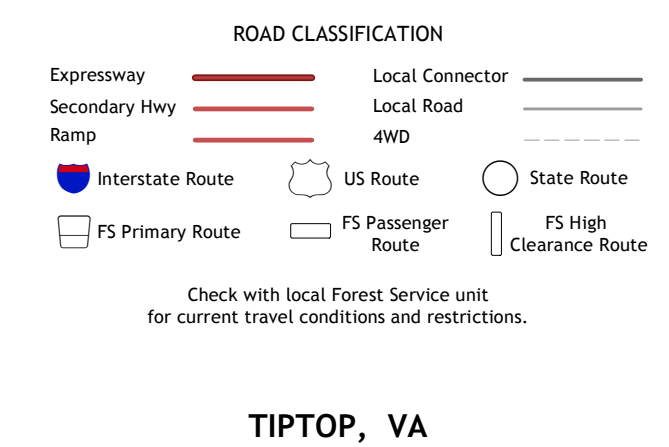 ROAD CLASSIFICATION
Expressway
Local Connector
Secondary Hwy
Local Road
Ramp
4WD
Interstate Route
US Route
State Route
FS Primary Route
FS Passenger
Route
FS High
Clearance Route
Check with local Forest Service unit
for current travel conditions and restrictions.
TIPTOP, VA